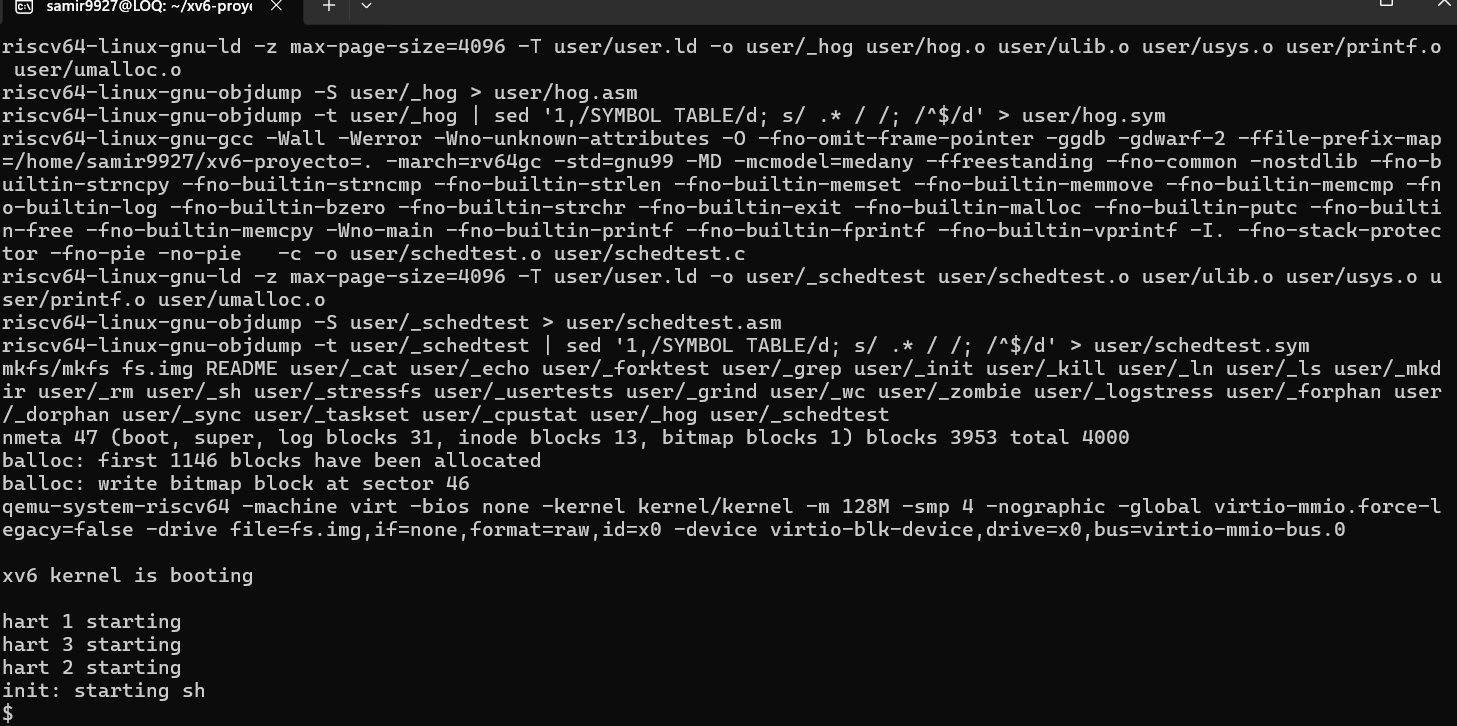 samir9927@LOQ: ~/xv6-proye
riscv64-linux-gnu-ld -z max-page-size=4096 -T user/user.ld -o user/_hog user/hog.o user/ulib.o user/usys.o user/printf.o
 user/umalloc.o
riscv64-linux-gnu-objdump -S user/_hog > user/hog.asm
riscv64-linux-gnu-objdump -t user/_hog | sed '1,/SYMBOL TABLE/d; s/ .* / /; /^$/d' > user/hog.sym
riscv64-linux-gnu-gcc -Wall -Werror -Wno-unknown-attributes -O -fno-omit-frame-pointer -ggdb -gdwarf-2 -ffile-prefix-map
=/home/samir9927/xv6-proyecto=. -march=rv64gc -std=gnu99 -MD -mcmodel=medany -ffreestanding -fno-common -nostdlib -fno-b
uiltin-strncpy -fno-builtin-strncmp -fno-builtin-strlen -fno-builtin-memset -fno-builtin-memmove -fno-builtin-memcmp -fn
o-builtin-log -fno-builtin-bzero -fno-builtin-strchr -fno-builtin-exit -fno-builtin-malloc -fno-builtin-putc -fno-builti
n-free -fno-builtin-memcpy -Wno-main -fno-builtin-printf -fno-builtin-fprintf -fno-builtin-vprintf -I. -fno-stack-protec
tor -fno-pie -no-pie   -c -o user/schedtest.o user/schedtest.c
riscv64-linux-gnu-ld -z max-page-size=4096 -T user/user.ld -o user/_schedtest user/schedtest.o user/ulib.o user/usys.o u
ser/printf.o user/umalloc.o
riscv64-linux-gnu-objdump -S user/_schedtest > user/schedtest.asm
riscv64-linux-gnu-objdump -t user/_schedtest | sed '1,/SYMBOL TABLE/d; s/ .* / /; /^$/d' > user/schedtest.sym
mkfs/mkfs fs.img README user/_cat user/_echo user/_forktest user/_grep user/_init user/_kill user/_ln user/_ls user/_mkd
ir user/_rm user/_sh user/_stressfs user/_usertests user/_grind user/_wc user/_zombie user/_logstress user/_forphan user
/_dorphan user/_sync user/_taskset user/_cpustat user/_hog user/_schedtest
nmeta 47 (boot, super, log blocks 31, inode blocks 13, bitmap blocks 1) blocks 3953 total 4000
balloc: first 1146 blocks have been allocated
balloc: write bitmap block at sector 46
qemu-system-riscv64 -machine virt -bios none -kernel kernel/kernel -m 128M -smp 4 -nographic -global virtio-mmio.force-l
egacy=false -drive file=fs.img,if=none,format=raw,id=x0 -device virtio-blk-device,drive=x0,bus=virtio-mmio-bus.0

xv6 kernel is booting

hart 1 starting
hart 3 starting
hart 2 starting
init: starting sh
$